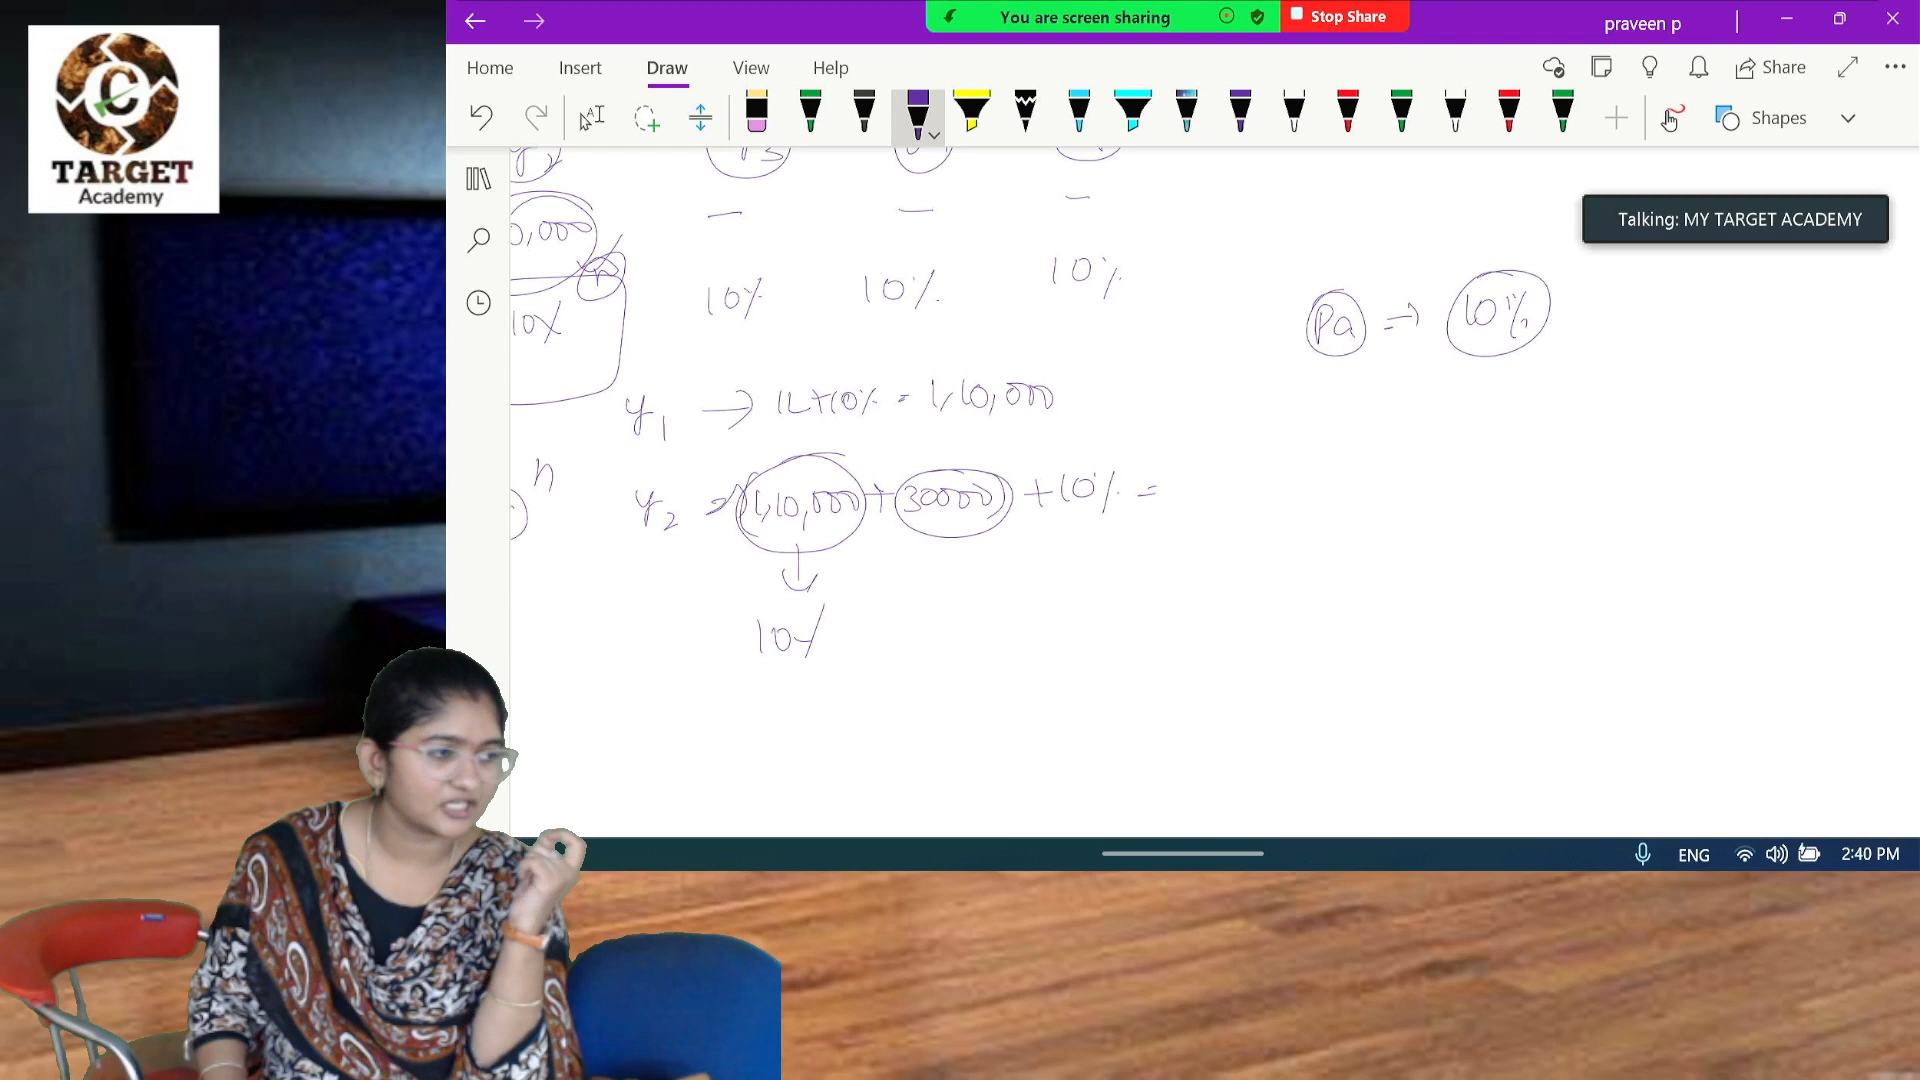 TARGET
Academy
You are screen sharing
Stop Share
praveen p
Home Insert Draw View Help
Share
Shapes
Talking: MY TARGET ACADEMY
0,000
10% 10% 10%
10%
Pa => 10%
y1 → 1L+10% = 1,10,000
n
y2 => (1,10,000+30000) +10% =
10%
ENG
2:40 PM